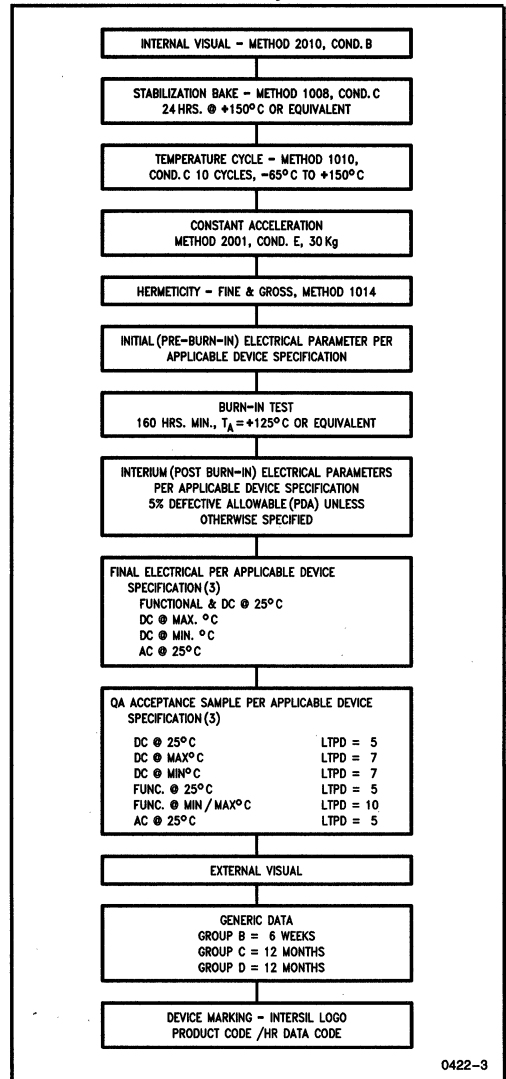 INTERNAL VISUAL – METHOD 2010, COND. B
STABILIZATION BAKE – METHOD 1008, COND. C
24 HRS. @ +150°C OR EQUIVALENT
TEMPERATURE CYCLE – METHOD 1010,
COND. C 10 CYCLES, -65°C TO +150°C
CONSTANT ACCELERATION
METHOD 2001, COND. E, 30 Kg
HERMETICITY – FINE & GROSS, METHOD 1014
INITIAL (PRE-BURN-IN) ELECTRICAL PARAMETER PER
APPLICABLE DEVICE SPECIFICATION
BURN-IN TEST
160 HRS. MIN., TA = +125°C OR EQUIVALENT
INTERIUM (POST BURN-IN) ELECTRICAL PARAMETERS
PER APPLICABLE DEVICE SPECIFICATION
5% DEFECTIVE ALLOWABLE (PDA) UNLESS
OTHERWISE SPECIFIED
FINAL ELECTRICAL PER APPLICABLE DEVICE
SPECIFICATION (3)
FUNCTIONAL & DC @ 25°C
DC @ MAX. °C
DC @ MIN. °C
AC @ 25°C
QA ACCEPTANCE SAMPLE PER APPLICABLE DEVICE
SPECIFICATION (3)
DC @ 25°C LTPD = 5
DC @ MAX°C LTPD = 7
DC @ MIN°C LTPD = 7
FUNC. @ 25°C LTPD = 5
FUNC. @ MIN / MAX°C LTPD = 10
AC @ 25°C LTPD = 5
EXTERNAL VISUAL
GENERIC DATA
GROUP B = 6 WEEKS
GROUP C = 12 MONTHS
GROUP D = 12 MONTHS
DEVICE MARKING – INTERSIL LOGO
PRODUCT CODE /HR DATA CODE
0422–3